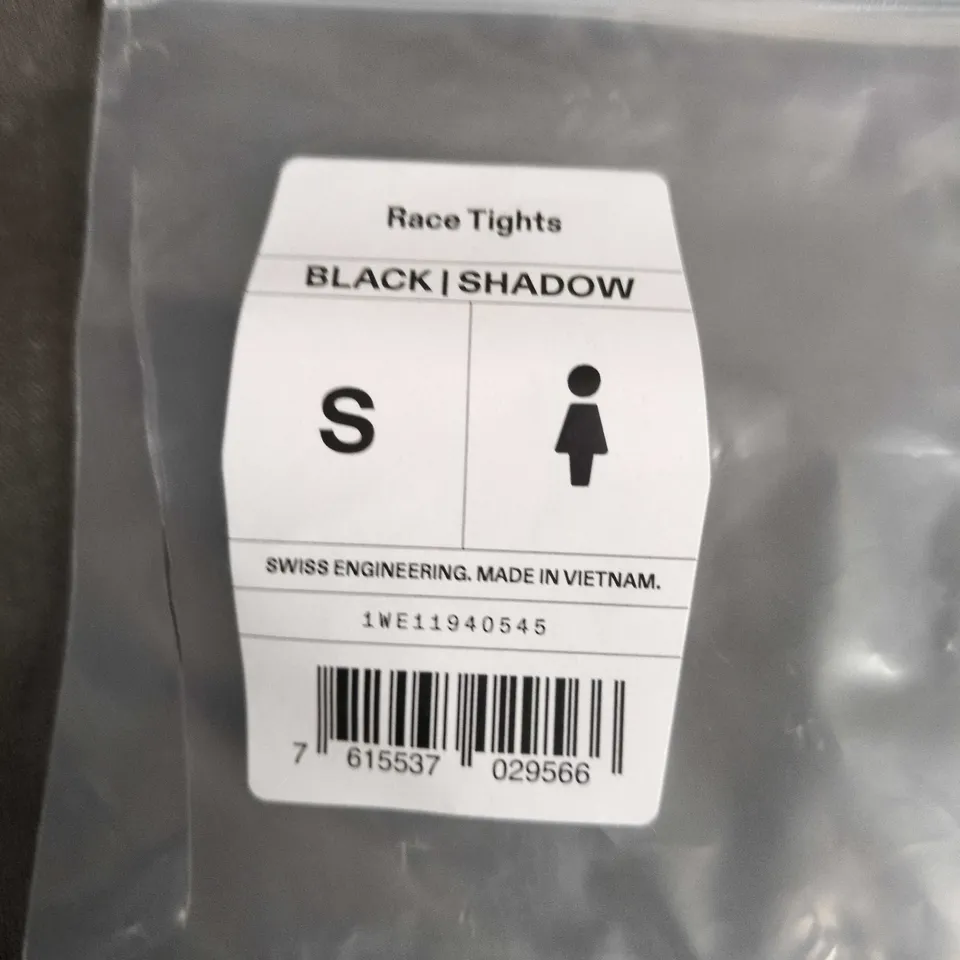 Race Tights
BLACK | SHADOW
S
SWISS ENGINEERING. MADE IN VIETNAM.
1WE11940545
7 615537 029566